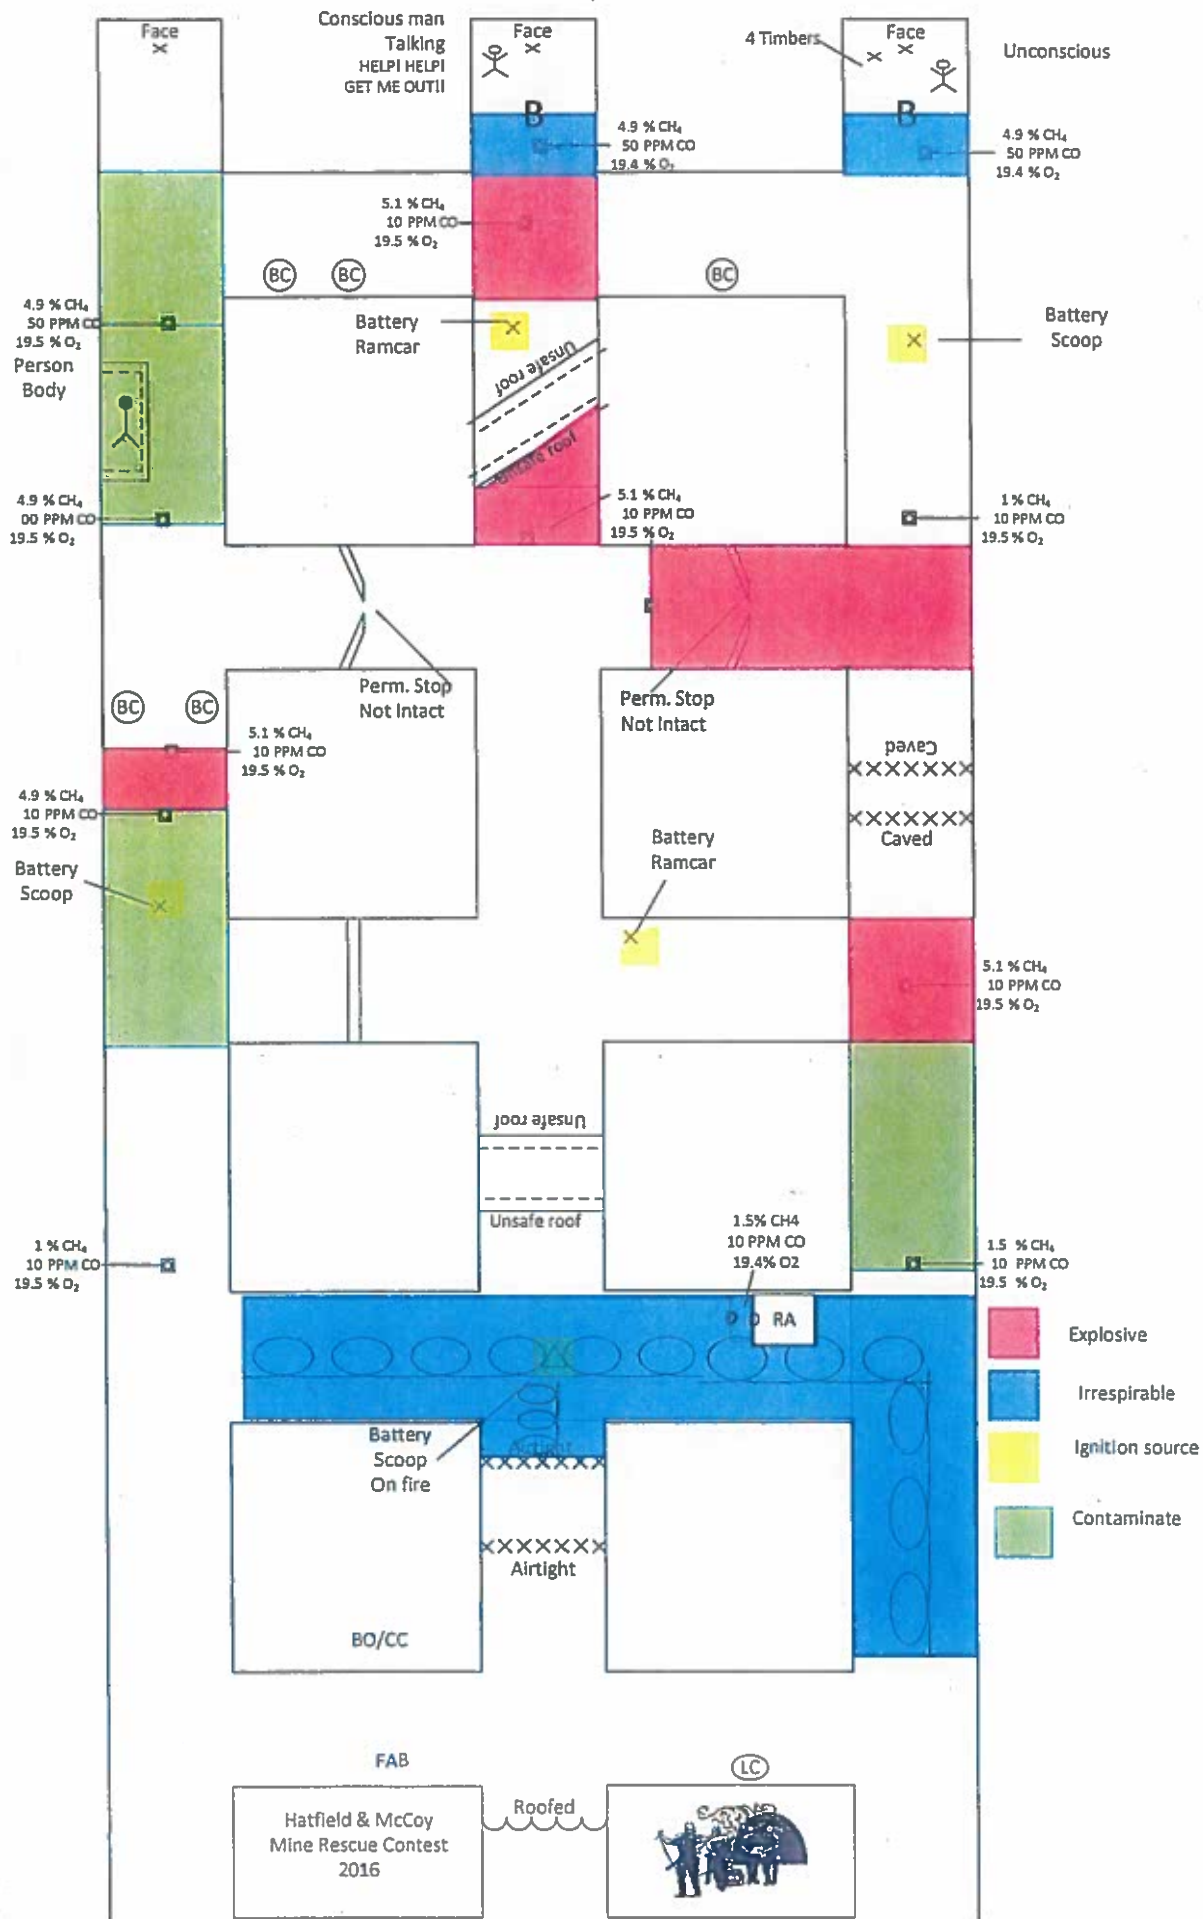 Face
Conscious man
Talking
HELP! HELP!
GET ME OUT!!
Face
4 Timbers
Face
Unconscious
B
B
4.9 % CH₄
50 PPM CO
19.4 % O₂
4.9 % CH₄
50 PPM CO
19.4 % O₂
5.1 % CH₄
10 PPM CO
19.5 % O₂
BC
BC
BC
4.9 % CH₄
50 PPM CO
19.5 % O₂
Person
Body
Battery
Ramcar
Unsafe roof
Unsafe roof
Battery
Scoop
4.9 % CH₄
00 PPM CO
19.5 % O₂
5.1 % CH₄
10 PPM CO
19.5 % O₂
1 % CH₄
10 PPM CO
19.5 % O₂
Perm. Stop
Not Intact
Perm. Stop
Not Intact
BC
BC
5.1 % CH₄
10 PPM CO
19.5 % O₂
Caved
Caved
4.9 % CH₄
10 PPM CO
19.5 % O₂
Battery
Scoop
Battery
Ramcar
5.1 % CH₄
10 PPM CO
19.5 % O₂
Unsafe roof
Unsafe roof
1 % CH₄
10 PPM CO
19.5 % O₂
1.5% CH4
10 PPM CO
19.4% O2
1.5 % CH₄
10 PPM CO
19.5 % O₂
D D RA
Explosive
Irrespirable
Ignition source
Contaminate
Battery
Scoop
On fire
Airtight
Airtight
BO/CC
FAB
LC
Roofed
Hatfield & McCoy
Mine Rescue Contest
2016